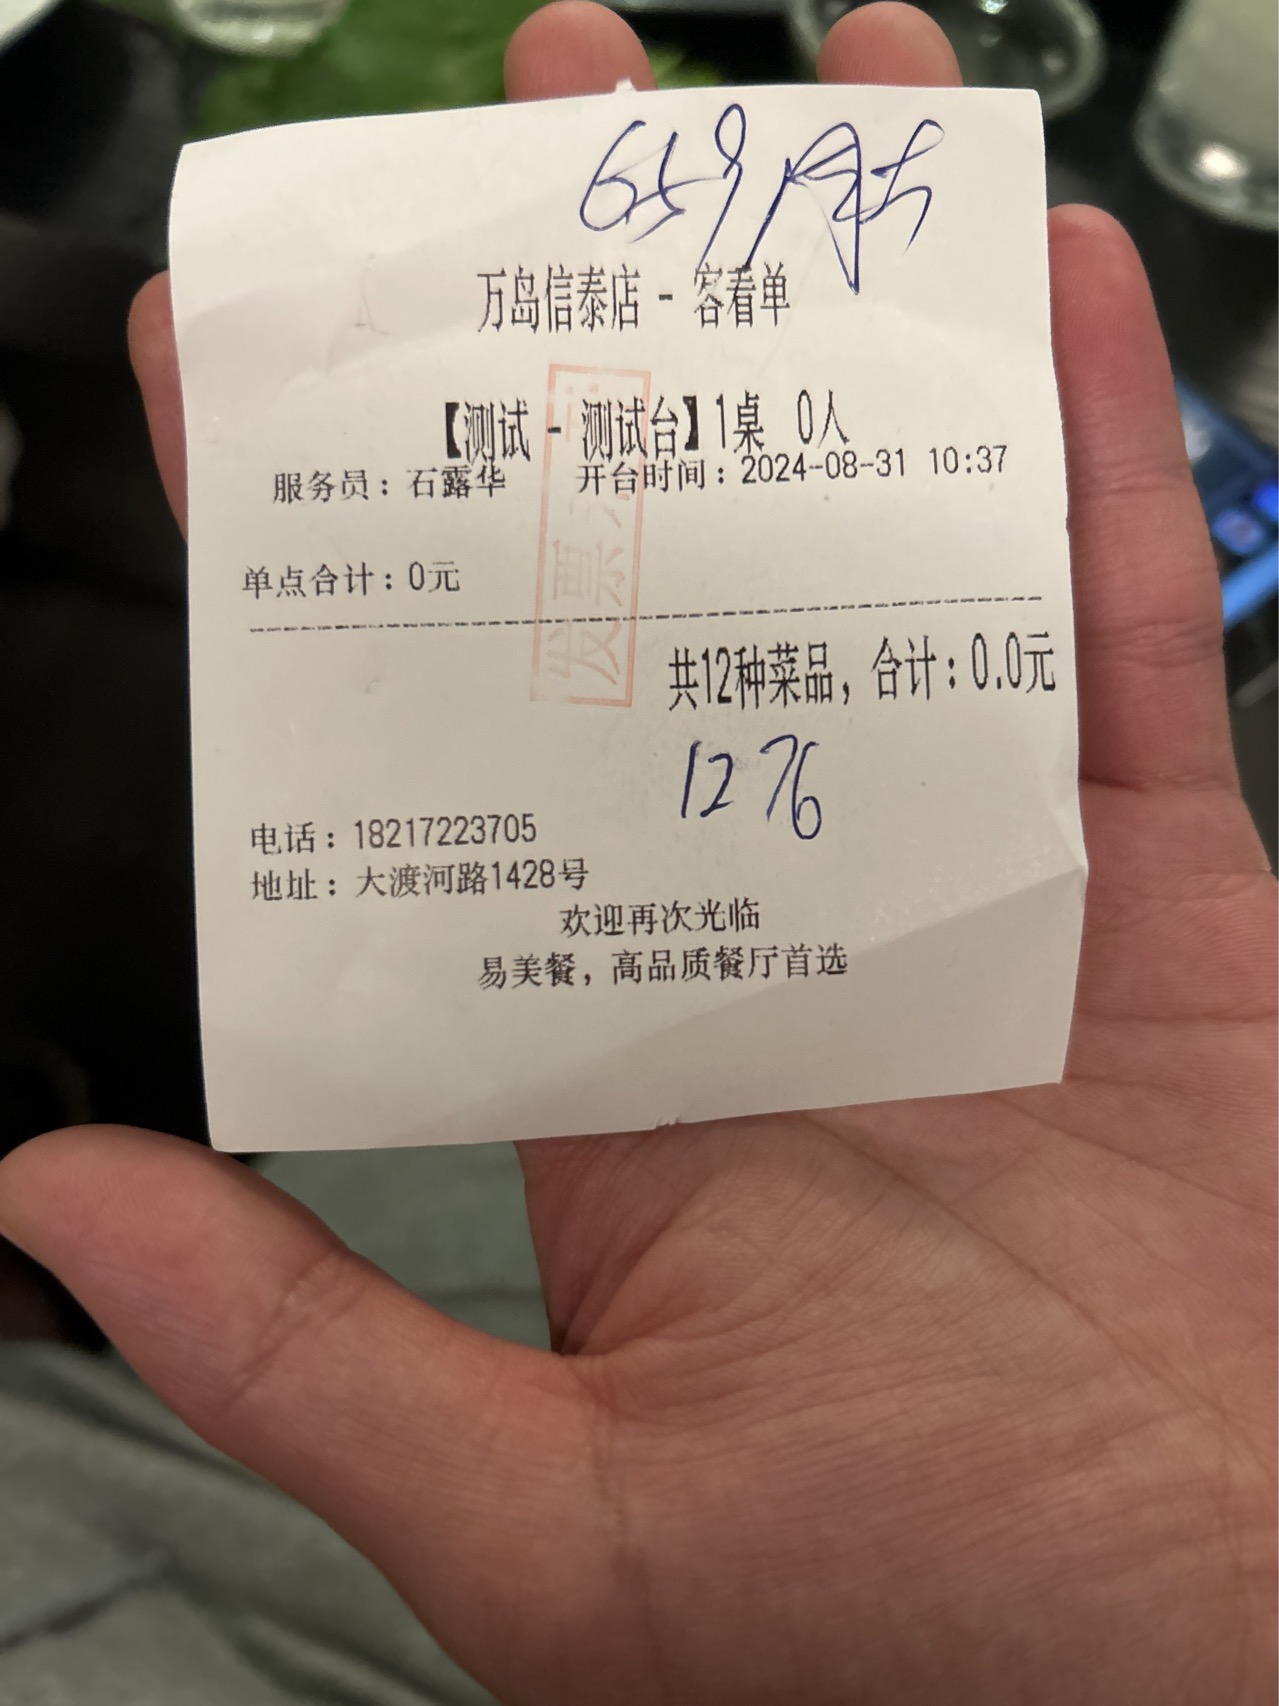 万岛信泰店 - 客看单
【测试 - 测试台】1桌 0人
服务员：石露华 开台时间：2024-08-31 10:37
单点合计：0元
共12种菜品，合计：0.0元
1276
电话：18217223705
地址：大渡河路1428号
欢迎再次光临
易美餐，高品质餐厅首选